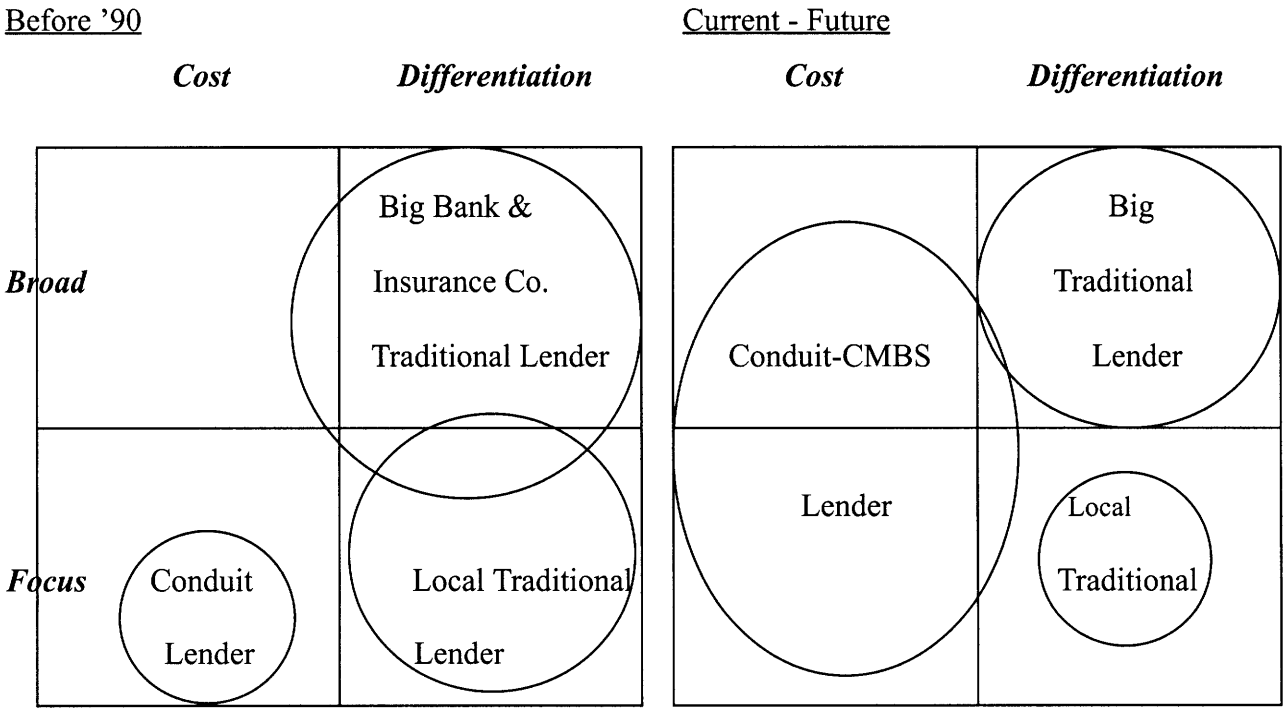 Before ’90
Current - Future
Cost
Differentiation
Cost
Differentiation
Broad
Big Bank &
Insurance Co.
Traditional Lender
Focus
Conduit
Lender
Local Traditional
Lender
Conduit-CMBS
Lender
Big
Traditional
Lender
Local
Traditional